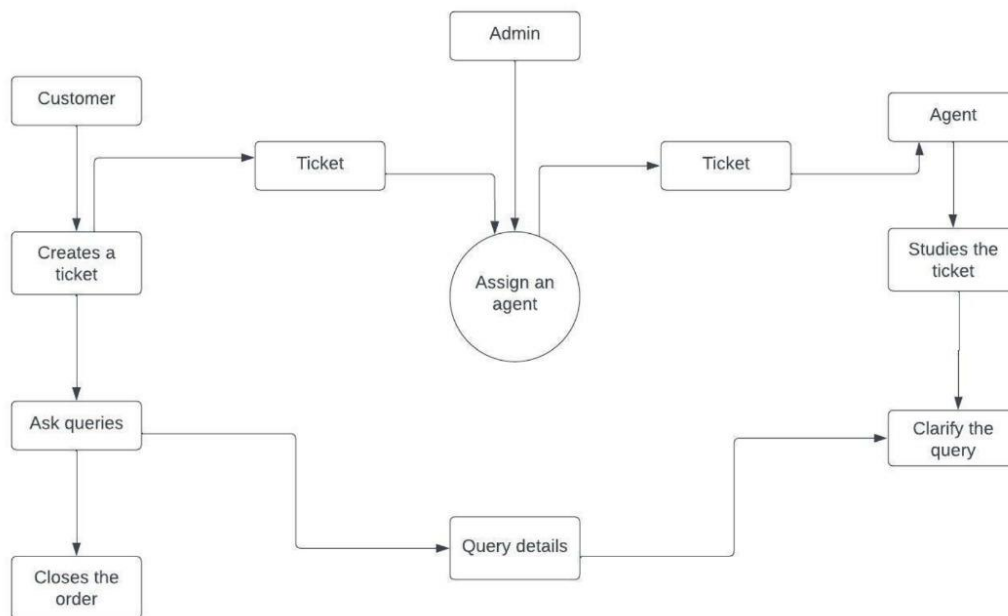 Admin
Customer
Agent
Ticket
Ticket
Creates a
ticket
Assign an
agent
Studies the
ticket
Ask queries
Clarify the
query
Query details
Closes the
order